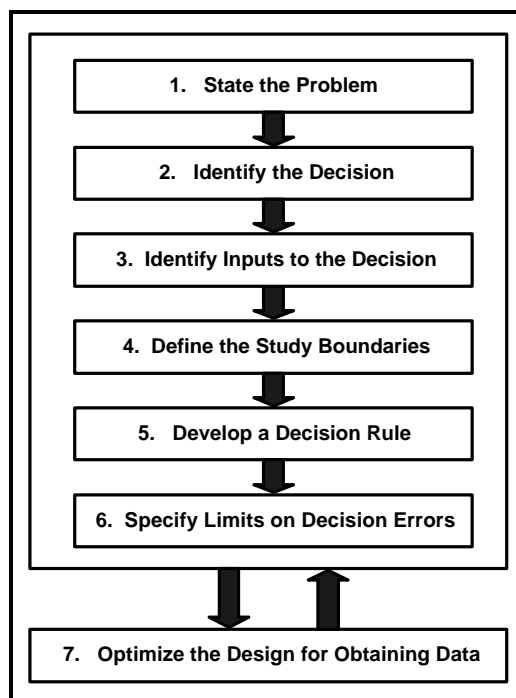 1. State the Problem
2. Identify the Decision
3. Identify Inputs to the Decision
4. Define the Study Boundaries
5. Develop a Decision Rule
6. Specify Limits on Decision Errors
7. Optimize the Design for Obtaining Data